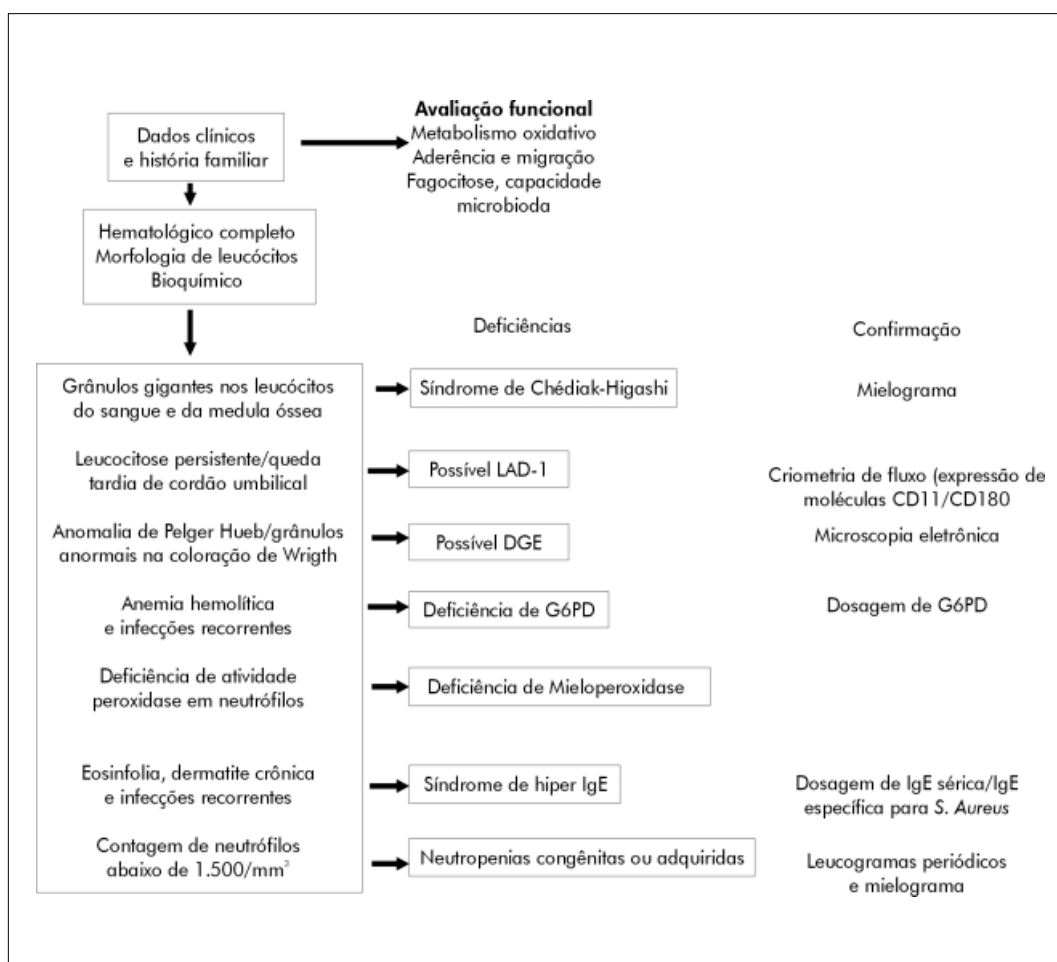 Avaliação funcional
Metabolismo oxidativo
Aderência e migração
Fagocitose, capacidade
microbioda
Dados clínicos
e história familiar
Hematológico completo
Morfologia de leucócitos
Bioquímico
Deficiências
Confirmação
Grânulos gigantes nos leucócitos
do sangue e da medula óssea
Síndrome de Chédiak-Higashi
Mielograma
Leucocitose persistente/queda
tardia de cordão umbilical
Possível LAD-1
Criometria de fluxo (expressão de
moléculas CD11/CD180
Anomalia de Pelger Hueb/grânulos
anormais na coloração de Wrigth
Possível DGE
Microscopia eletrônica
Anemia hemolítica
e infecções recorrentes
Deficiência de G6PD
Dosagem de G6PD
Deficiência de atividade
peroxidase em neutrófilos
Deficiência de Mieloperoxidase
Eosinfolia, dermatite crônica
e infecções recorrentes
Síndrome de hiper IgE
Dosagem de IgE sérica/IgE
específica para S. Aureus
Contagem de neutrófilos
abaixo de 1.500/mm³
Neutropenias congênitas ou adquiridas
Leucogramas periódicos
e mielograma